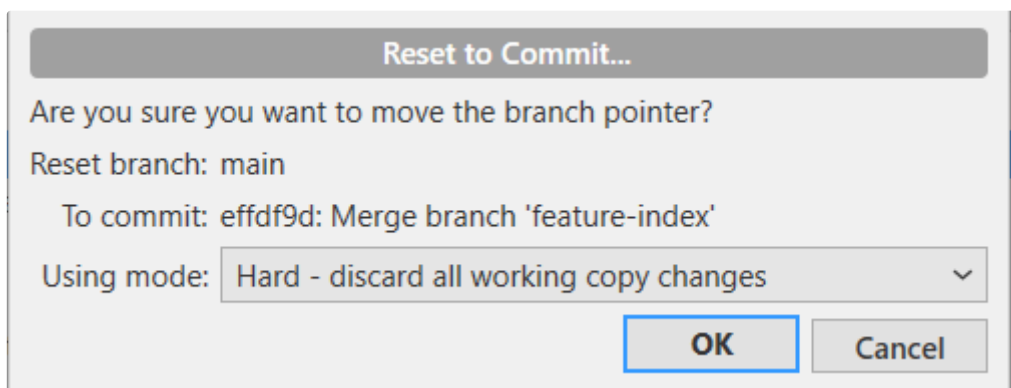 Reset to Commit...
Are you sure you want to move the branch pointer?
Reset branch: main
To commit: effdf9d: Merge branch 'feature-index'
Using mode: Hard - discard all working copy changes
OK Cancel